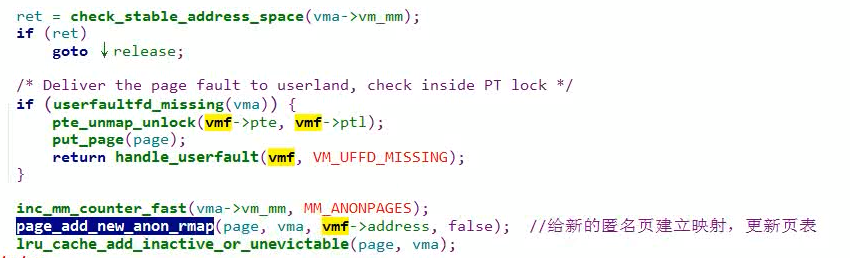 ret = check_stable_address_space(vma->vm_mm);
if (ret)
goto ↓release;
/* Deliver the page fault to userland, check inside PT lock */
if (userfaultfd_missing(vma)) {
pte_unmap_unlock(vmf->pte, vmf->ptl);
put_page(page);
return handle_userfault(vmf, VM_UFFD_MISSING);
}
inc_mm_counter_fast(vma->vm_mm, MM_ANONPAGES);
page_add_new_anon_rmap(page, vma, vmf->address, false); //给新的匿名页建立映射，更新页表
lru_cache_add_inactive_or_unevictable(page, vma);